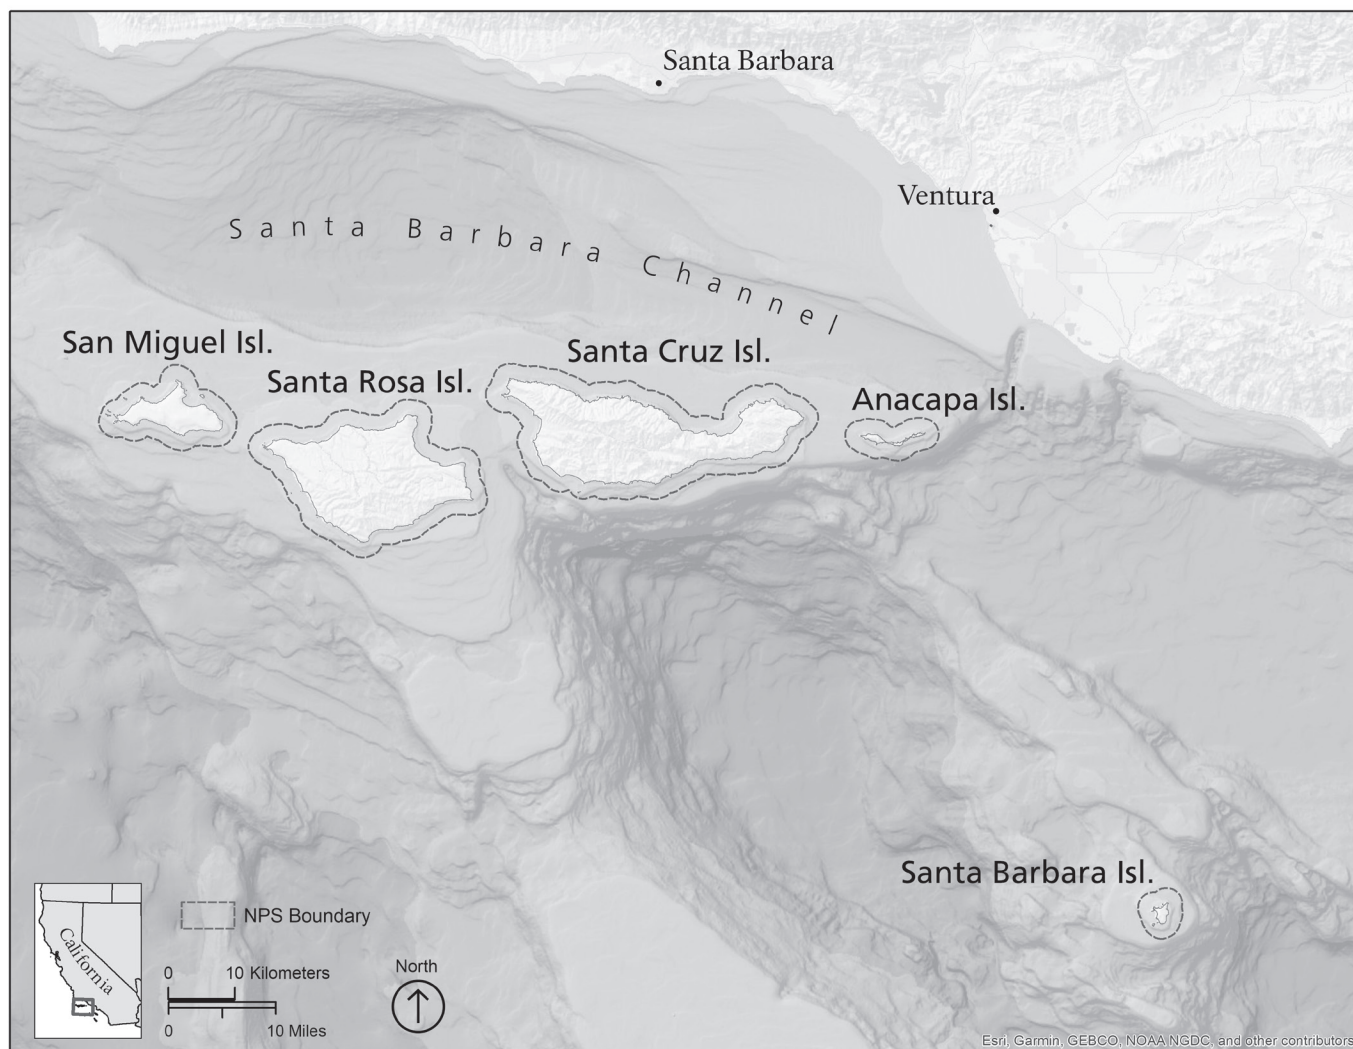 Santa Barbara
Ventura
Santa Barbara Channel
San Miguel Isl.
Santa Cruz Isl.
Santa Rosa Isl.
Anacapa Isl.
Santa Barbara Isl.
California
NPS Boundary
0 10 Kilometers
0 10 Miles
North
Esri, Garmin, GEBCO, NOAA NGDC, and other contributors